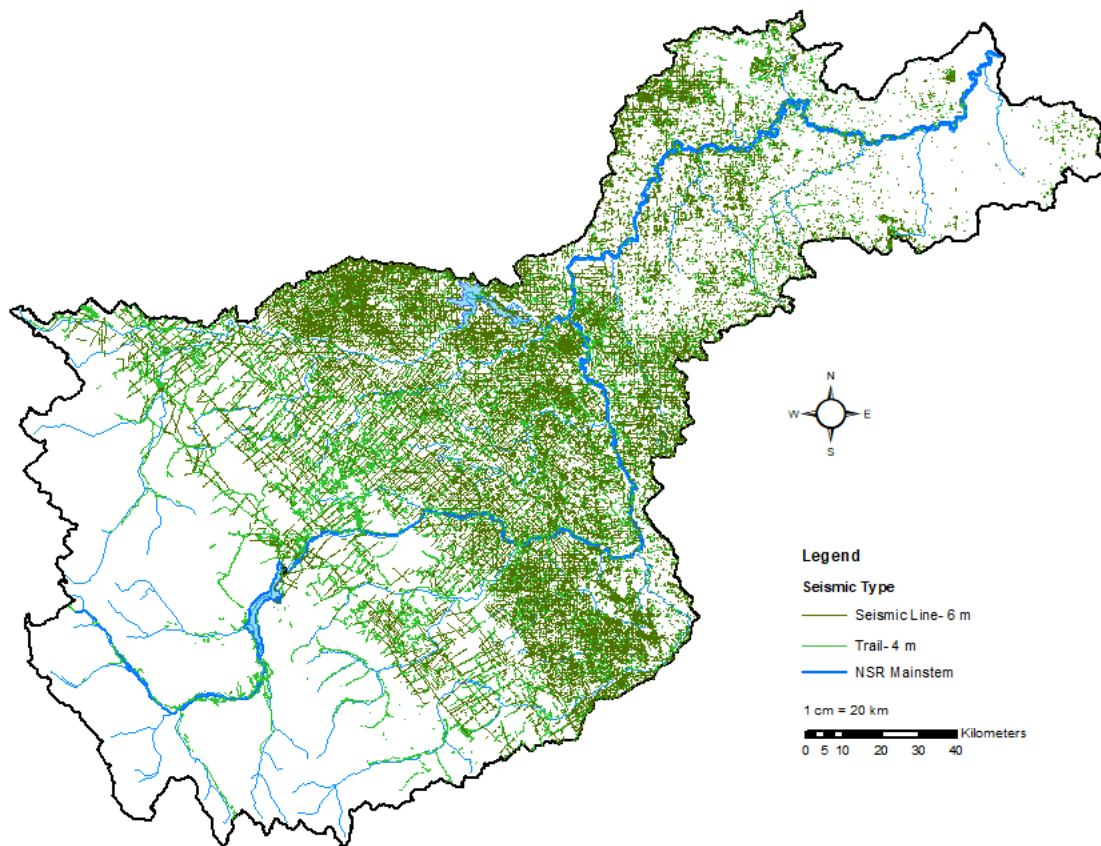 N
W
E
S
Legend
Seismic Type
Seismic Line- 6 m
Trail- 4 m
NSR Mainstem
1 cm = 20 km
Kilometers
0 5 10 20 30 40